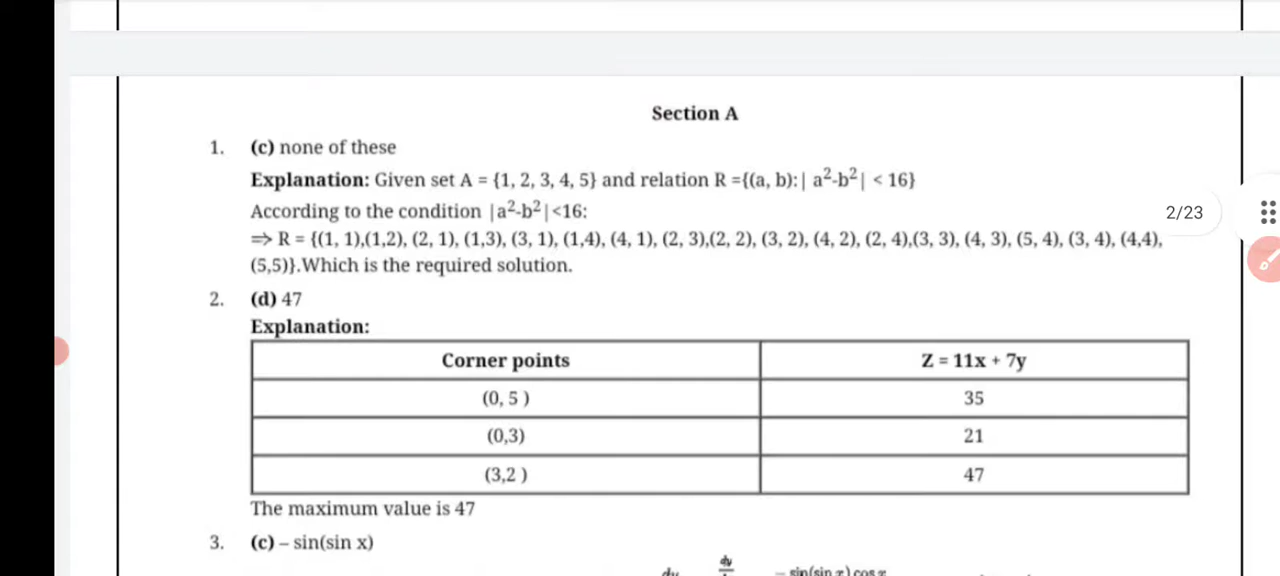 Section A
1. (c) none of these
Explanation: Given set A = {1, 2, 3, 4, 5} and relation R ={(a, b):| a²-b²| < 16}
According to the condition |a²-b²|<16:
⇒ R = {(1, 1),(1,2), (2, 1), (1,3), (3, 1), (1,4), (4, 1), (2, 3),(2, 2), (3, 2), (4, 2), (2, 4),(3, 3), (4, 3), (5, 4), (3, 4), (4,4),
2/23
(5,5)}.Which is the required solution.
2. (d) 47
Explanation:
Corner points Z = 11x + 7y
(0, 5 ) 35
(0,3) 21
(3,2 ) 47
The maximum value is 47
3. (c) – sin(sin x)
dy
– sin(sin x) cos x